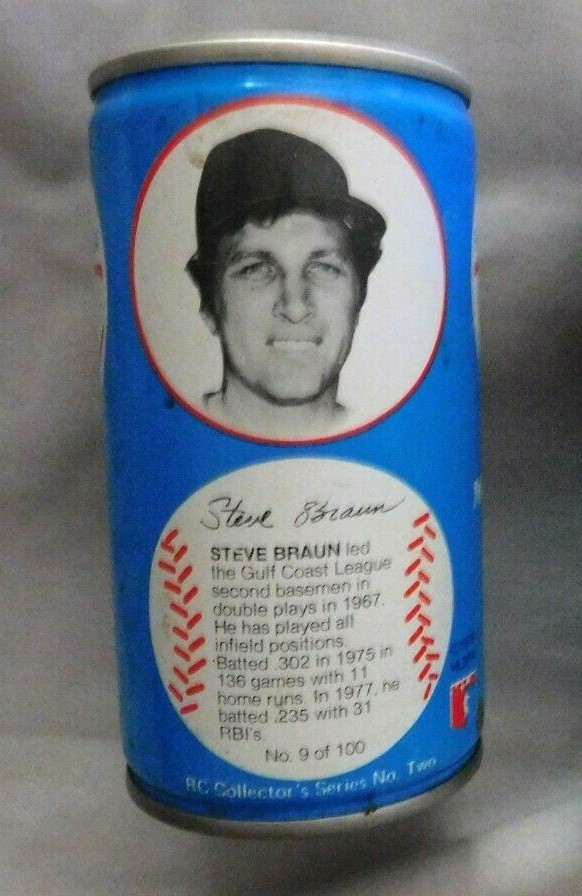 Steve Braun
STEVE BRAUN led
the Gulf Coast League
second basemen in
double plays in 1967.
He has played all
infield positions.
Batted .302 in 1975 in
136 games with 11
home runs. In 1977, he
batted .235 with 31
RBI's.
No. 9 of 100
RC Collector's Series No. Two